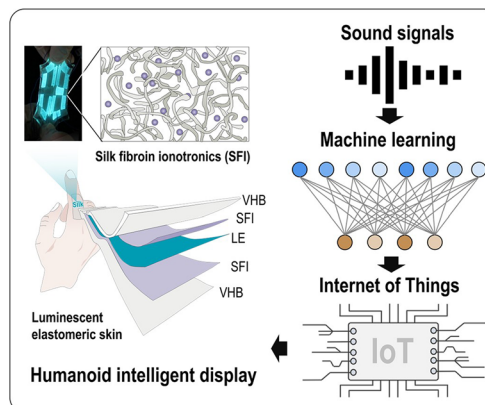 Sound signals
Silk fibroin ionotronics (SFI)
Machine learning
Silk
VHB
SFI
LE
SFI
VHB
Internet of Things
IoT
Luminescent
elastomeric skin
Humanoid intelligent display